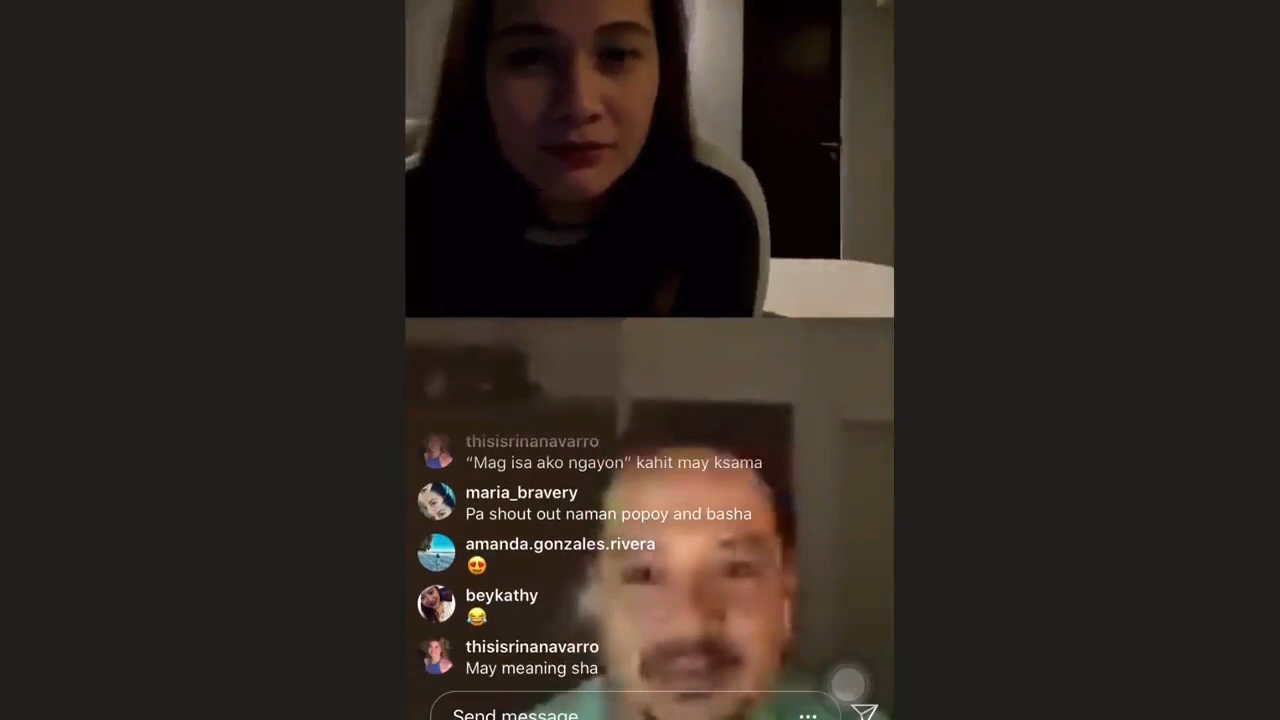 thisisrinanavarro
“Mag isa ako ngayon” kahit may ksama
maria_bravery
Pa shout out naman popoy and basha
amanda.gonzales.rivera
😍
beykathy
😂
thisisrinanavarro
May meaning sha
Send message